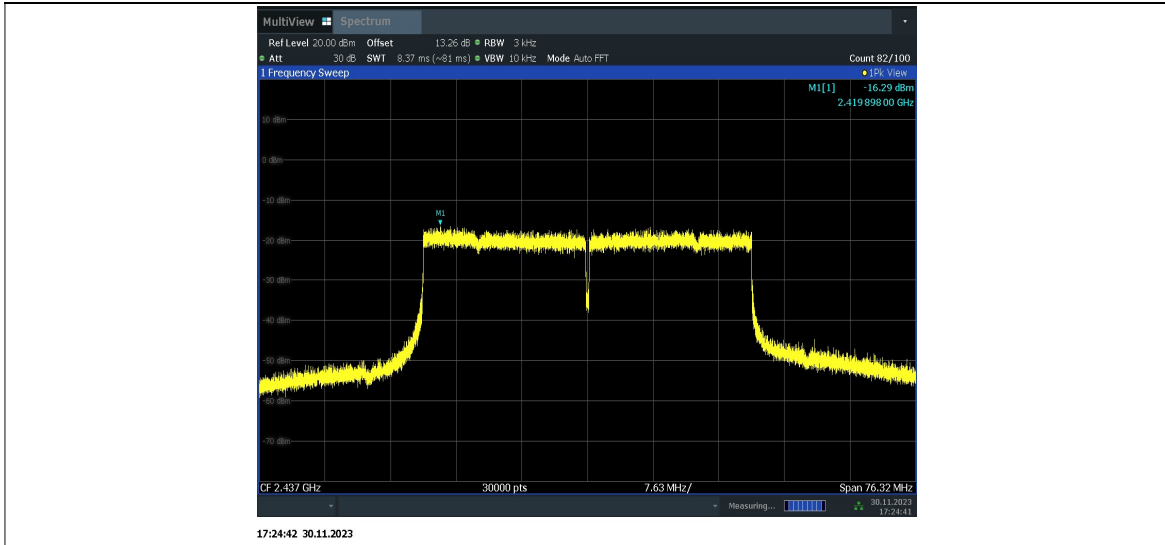 MultiView Spectrum
Ref Level 20.00 dBm Offset 13.26 dB RBW 3 kHz
Att 30 dB SWT 8.37 ms (~81 ms) VBW 10 kHz Mode Auto FFT Count 82/100
1 Frequency Sweep 1Pk View
M1[1] -16.29 dBm
2.419 898 00 GHz
10 dBm
0 dBm
-10 dBm
M1
-20 dBm
-30 dBm
-40 dBm
-50 dBm
-60 dBm
-70 dBm
CF 2.437 GHz 30000 pts 7.63 MHz/ Span 76.32 MHz
Measuring... 30.11.2023
17:24:41
17:24:42 30.11.2023